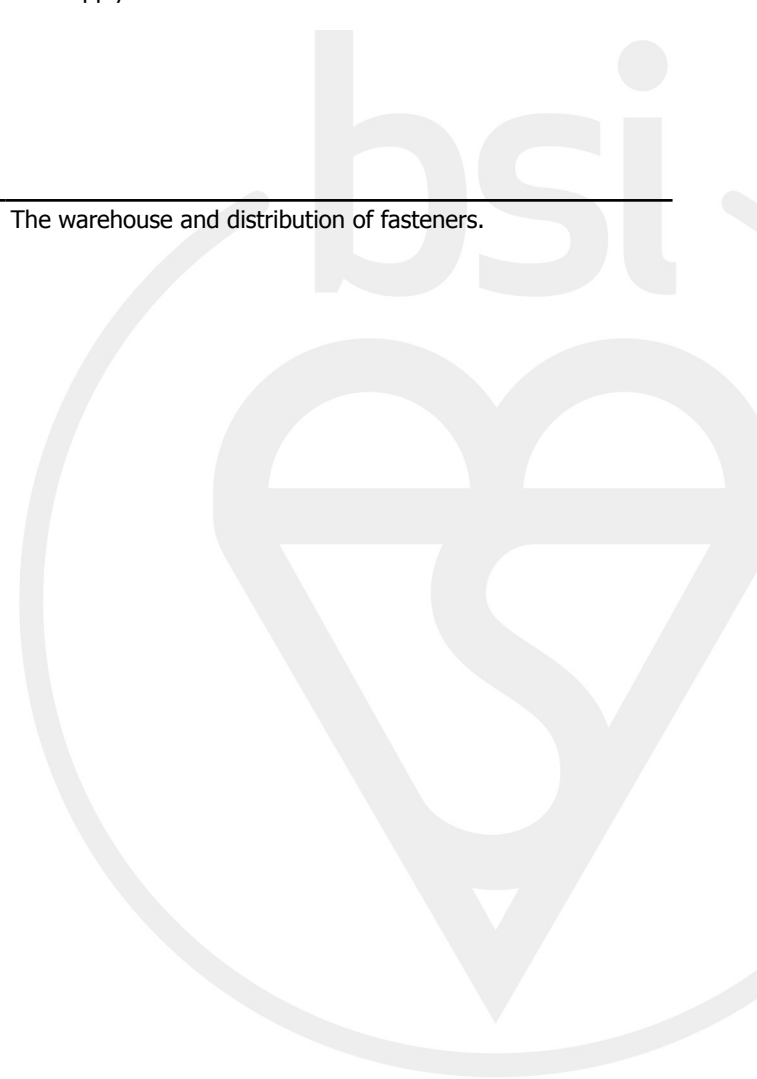 bsi
The warehouse and distribution of fasteners.